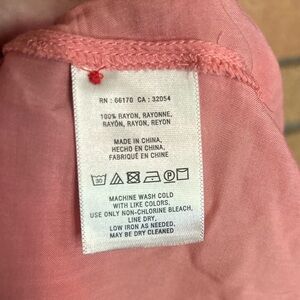 RN : 66170 CA : 32054
100% RAYON, RAYONNE,
RAYÓN, RAYON, REYON
MADE IN CHINA,
HECHO EN CHINA,
FABRIQUÉ EN CHINE
30
MACHINE WASH COLD
WITH LIKE COLORS,
USE ONLY NON-CHLORINE BLEACH,
LINE DRY,
LOW IRON AS NEEDED,
MAY BE DRY CLEANED